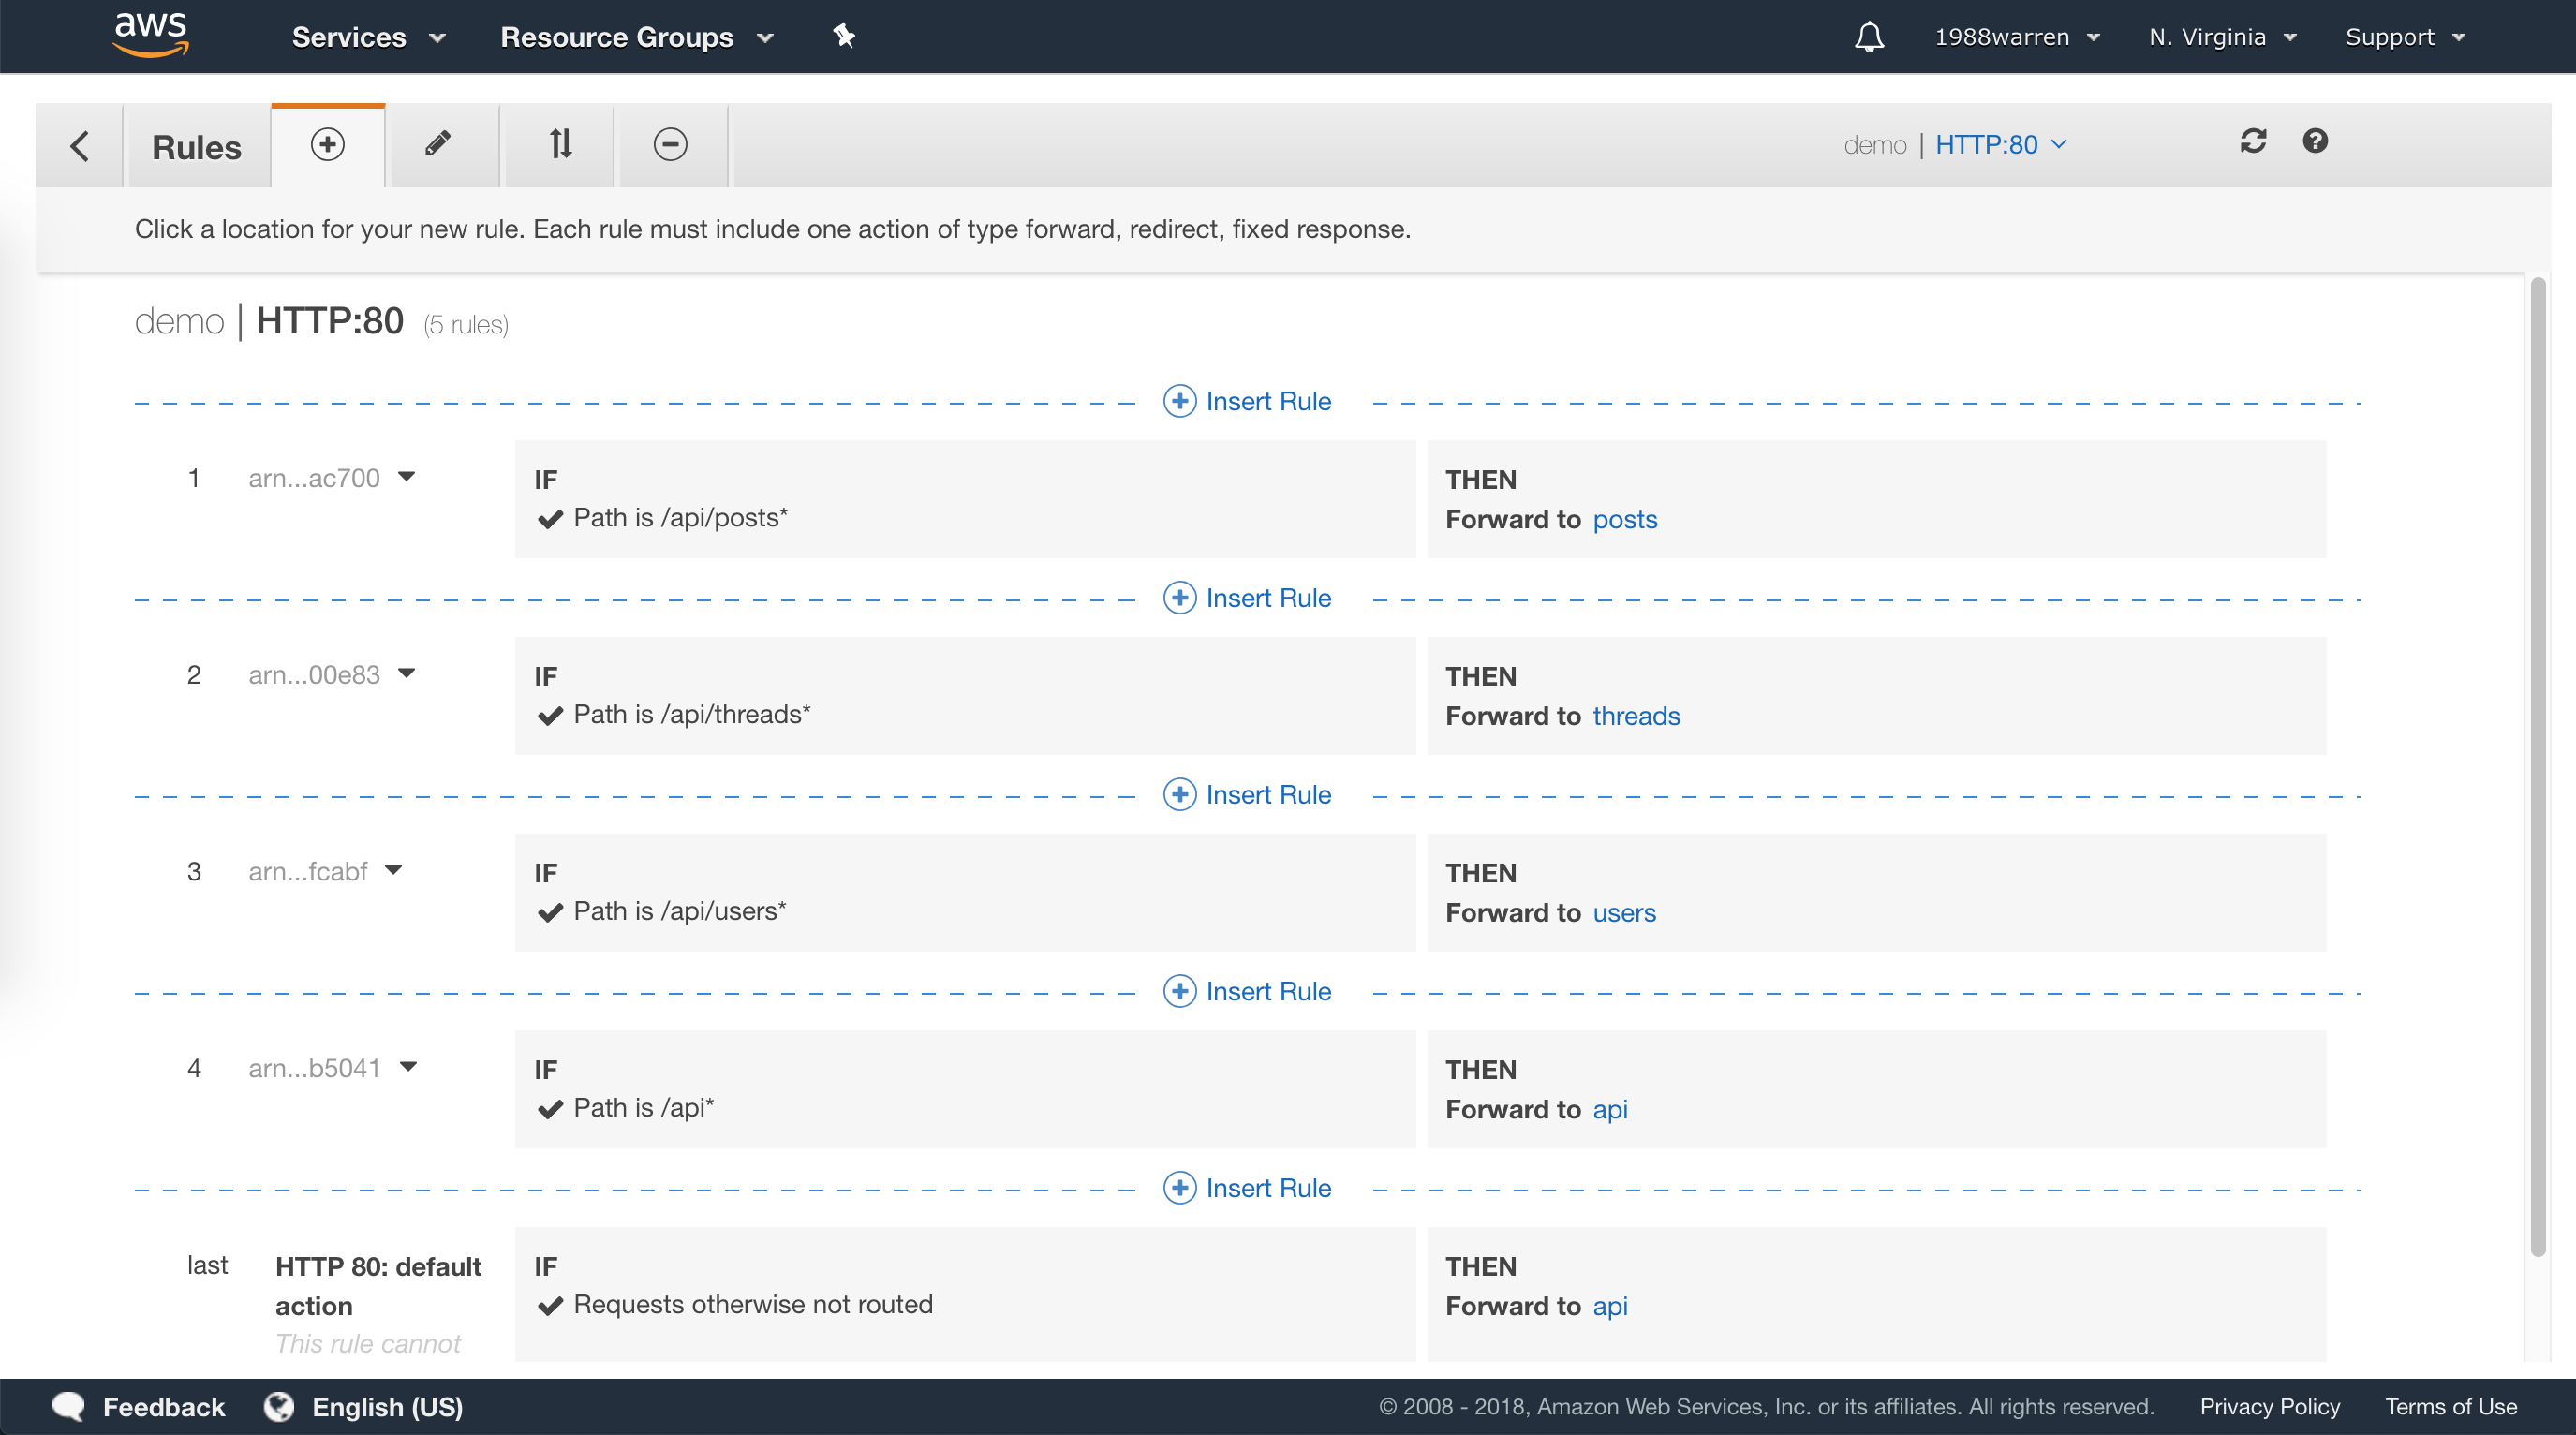 aws Services Resource Groups 1988warren N. Virginia Support
Rules demo | HTTP:80
Click a location for your new rule. Each rule must include one action of type forward, redirect, fixed response.
demo | HTTP:80 (5 rules)
Insert Rule
1 arn...ac700 IF THEN
Path is /api/posts* Forward to posts
Insert Rule
2 arn...00e83 IF THEN
Path is /api/threads* Forward to threads
Insert Rule
3 arn...fcabf IF THEN
Path is /api/users* Forward to users
Insert Rule
4 arn...b5041 IF THEN
Path is /api* Forward to api
Insert Rule
last HTTP 80: default IF THEN
action Requests otherwise not routed Forward to api
This rule cannot
Feedback English (US) © 2008 - 2018, Amazon Web Services, Inc. or its affiliates. All rights reserved. Privacy Policy Terms of Use